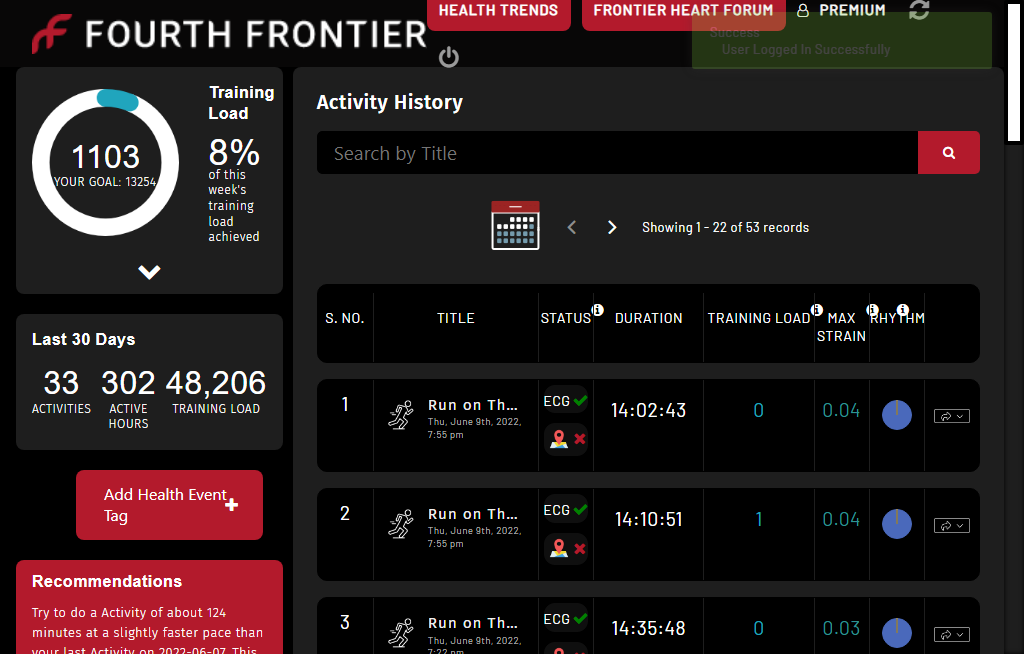 FOURTH FRONTIER
HEALTH TRENDS
FRONTIER HEART FORUM
PREMIUM
Success
User Logged In Successfully
1103
YOUR GOAL: 13254
Training
Load
8%
of this
week's
training
load
achieved
Last 30 Days
33
ACTIVITIES
302
ACTIVE
HOURS
48,206
TRAINING LOAD
Add Health Event
Tag
Recommendations
Try to do a Activity of about 124
minutes at a slightly faster pace than
your last Activity on 2022-06-07. This
Activity History
Search by Title
Showing 1 - 22 of 53 records
S. NO. TITLE STATUS DURATION TRAINING LOAD MAX RHYTHM
STRAIN
1 Run on Th... ECG 14:02:43 0 0.04
Thu, June 9th, 2022,
7:55 pm
2 Run on Th... ECG 14:10:51 1 0.04
Thu, June 9th, 2022,
7:55 pm
3 Run on Th... ECG 14:35:48 0 0.03
Thu, June 9th, 2022,
7:22 pm